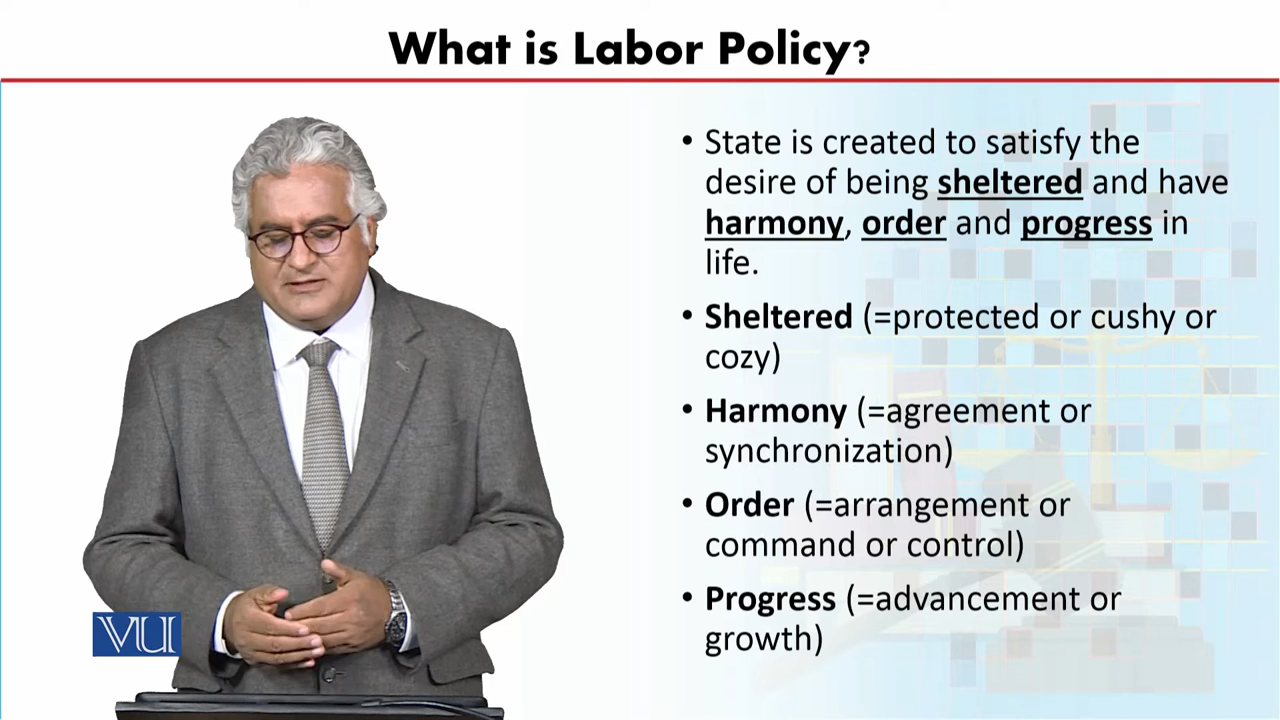 What is Labor Policy?
• State is created to satisfy the
desire of being sheltered and have
harmony, order and progress in
life.
• Sheltered (=protected or cushy or
cozy)
• Harmony (=agreement or
synchronization)
• Order (=arrangement or
command or control)
• Progress (=advancement or
growth)
VU